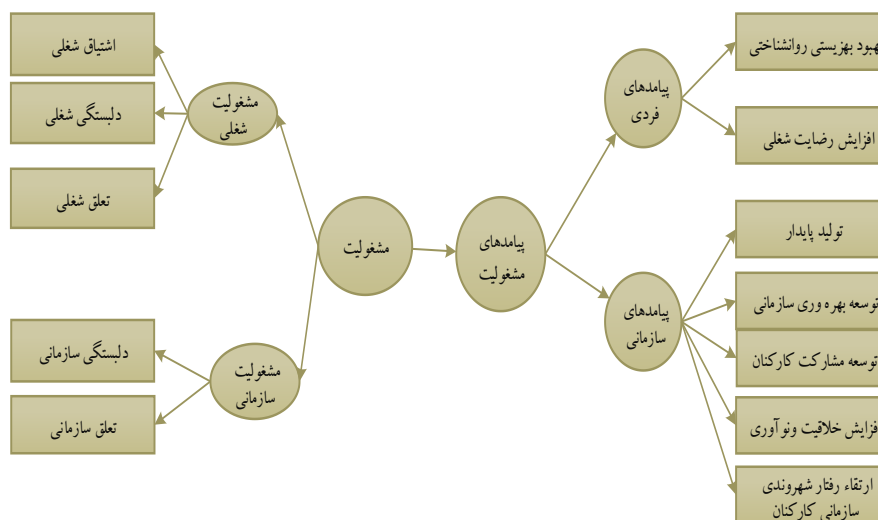 هبود بهزیستی روانشناختی
افزایش رضایت شغلی
پیامدهای
فردی
تولید پایدار
توسعه بهره وری سازمانی
توسعه مشارکت کارکنان
فزایش خلاقیت ونوآوری
ارتقاء رفتار شهروندی
سازمانی کارکنان
پیامدهای
سازمانی
پیامدهای
مشغولیت
مشغولیت
مشغولیت
شغلی
اشتیاق شغلی
دلبستگی شغلی
تعلق شغلی
مشغولیت
سازمانی
دلبستگی سازمانی
تعلق سازمانی